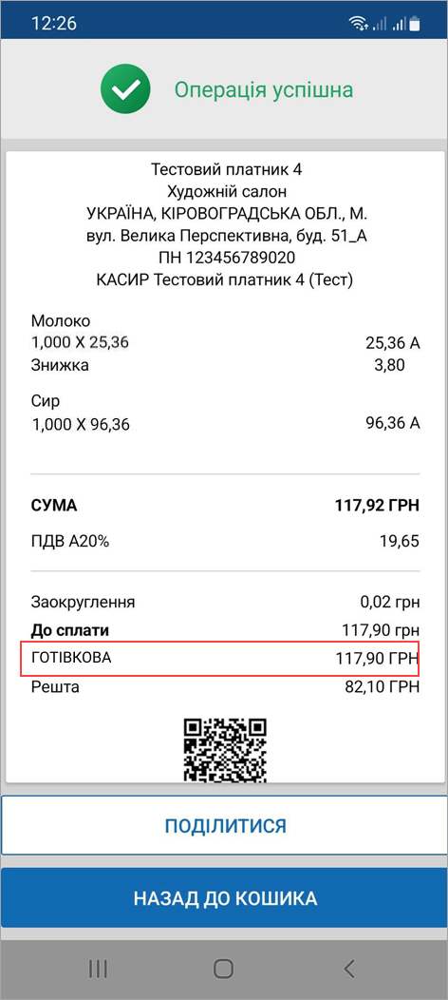 12:26
Операція успішна
Тестовий платник 4
Художній салон
УКРАЇНА, КІРОВОГРАДСЬКА ОБЛ., М.
вул. Велика Перспективна, буд. 51_А
ПН 123456789020
КАСИР Тестовий платник 4 (Тест)
Молоко
1,000 X 25,36 25,36 А
Знижка 3,80
Сир
1,000 X 96,36 96,36 А
СУМА 117,92 ГРН
ПДВ А20% 19,65
Заокруглення 0,02 грн
До сплати 117,90 грн
ГОТІВКОВА 117,90 ГРН
Решта 82,10 ГРН
ПОДІЛИТИСЯ
НАЗАД ДО КОШИКА